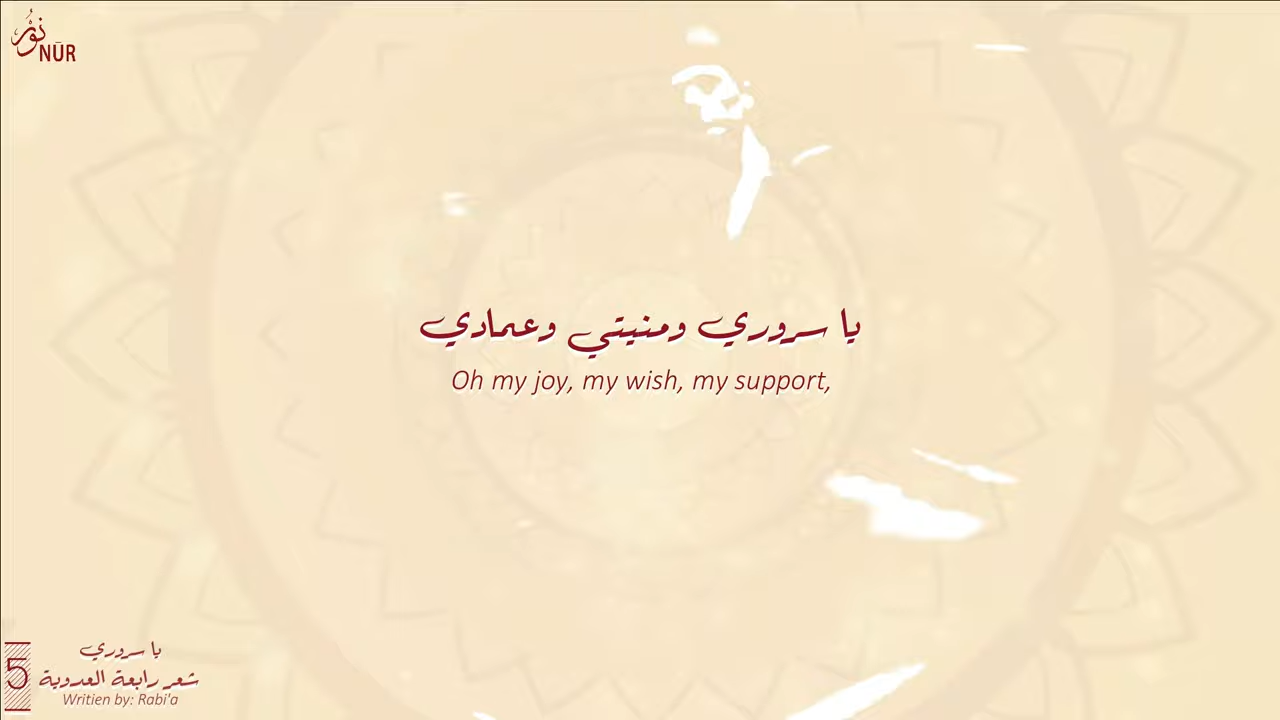 نور
NŪR
يا سروري ومنيتي وعمادي
Oh my joy, my wish, my support,
5
يا سروري
شعر رابعة العدوية
Writien by: Rabi'a